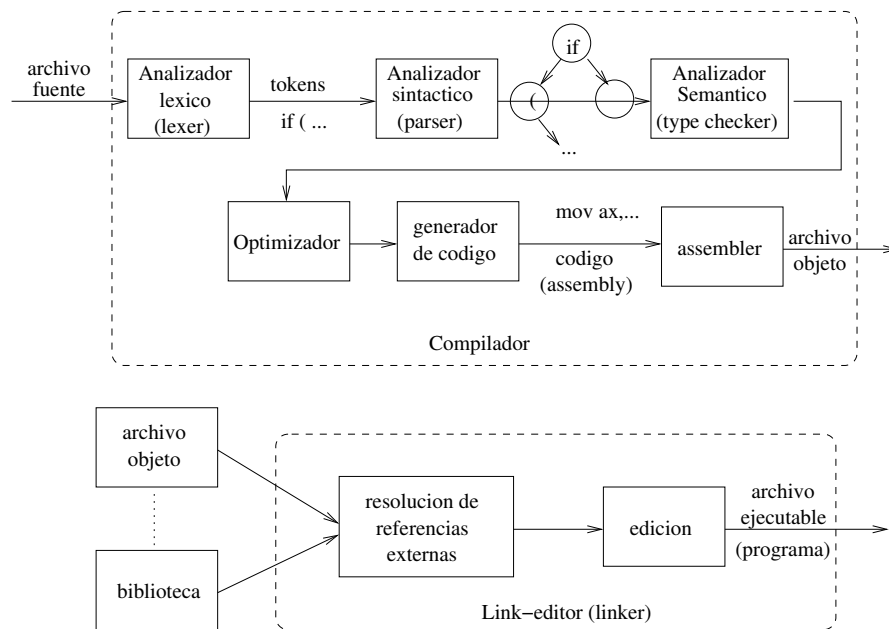 archivo
fuente
Analizador
lexico
(lexer)
tokens
if ( ...
Analizador
sintactico
(parser)
if
(
...
Analizador
Semantico
(type checker)
Optimizador
generador
de codigo
mov ax,...
codigo
(assembly)
assembler
archivo
objeto
Compilador
archivo
objeto
biblioteca
resolucion de
referencias
externas
edicion
archivo
ejecutable
(programa)
Link−editor (linker)